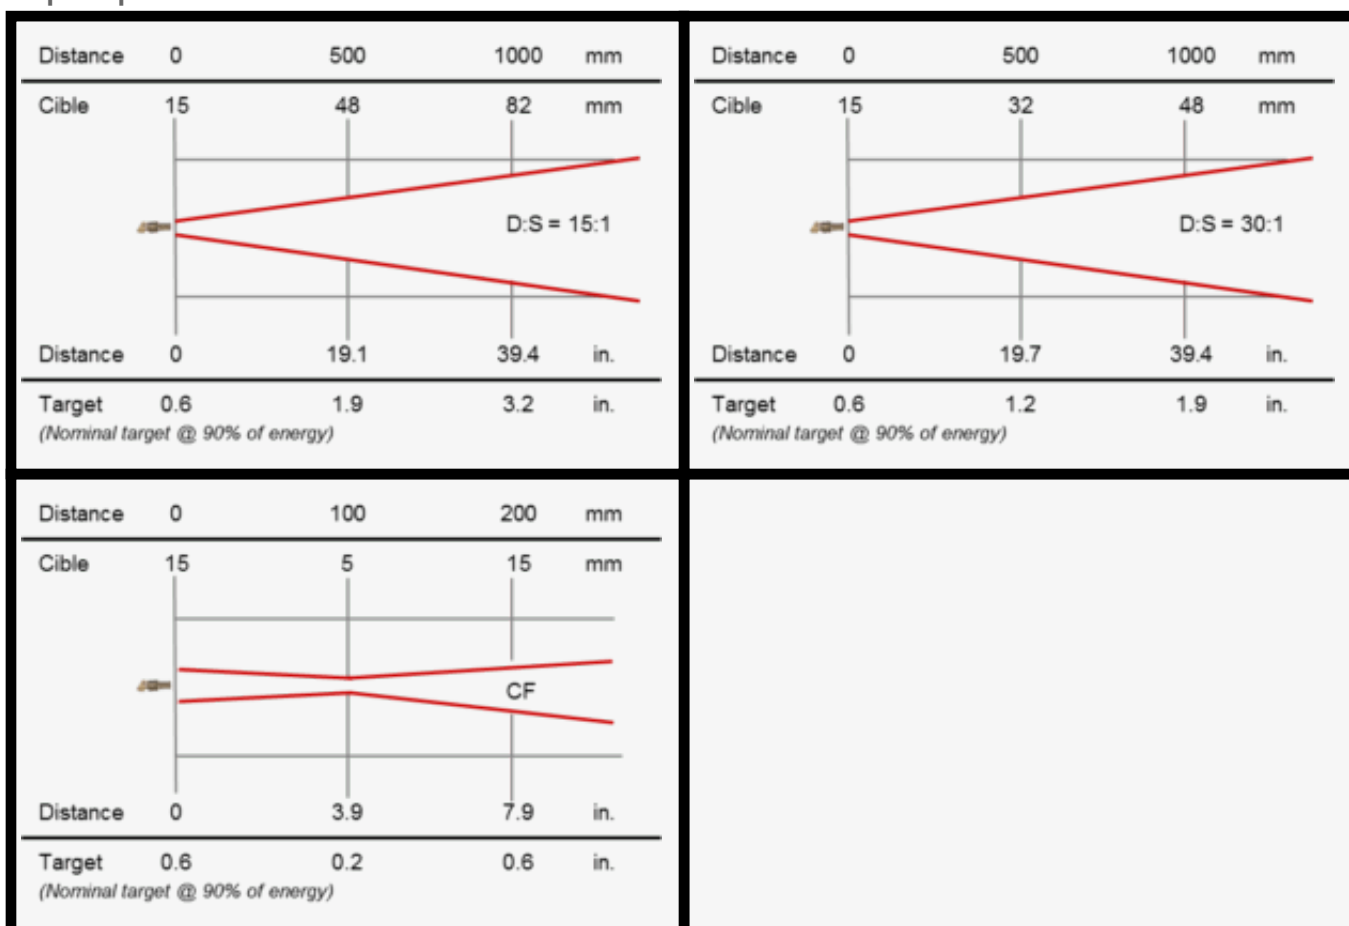 Distance 0 500 1000 mm
Cible 15 48 82 mm
D:S = 15:1
Distance 0 19.1 39.4 in.
Target 0.6 1.9 3.2 in.
(Nominal target @ 90% of energy)
Distance 0 500 1000 mm
Cible 15 32 48 mm
D:S = 30:1
Distance 0 19.7 39.4 in.
Target 0.6 1.2 1.9 in.
(Nominal target @ 90% of energy)
Distance 0 100 200 mm
Cible 15 5 15 mm
CF
Distance 0 3.9 7.9 in.
Target 0.6 0.2 0.6 in.
(Nominal target @ 90% of energy)